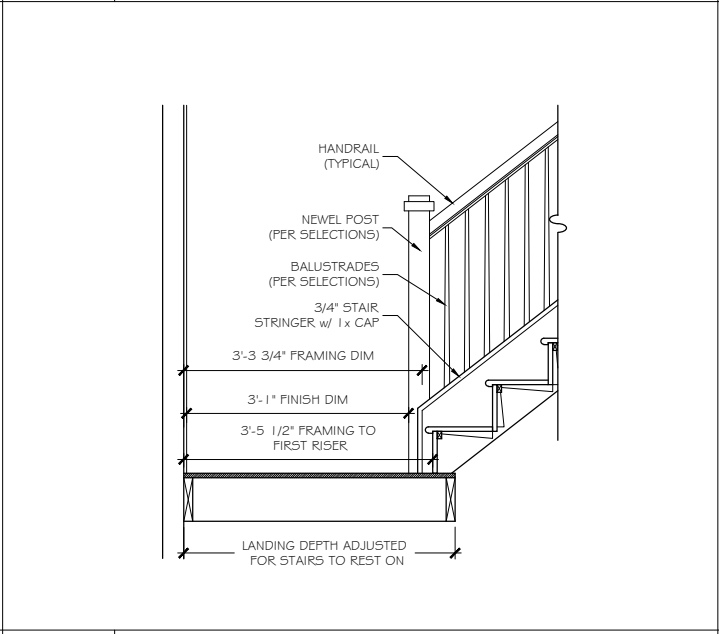 HANDRAIL
(TYPICAL)
NEWEL POST
(PER SELECTIONS)
BALUSTRADES
(PER SELECTIONS)
3/4" STAIR
STRINGER w/ 1x CAP
3'-3 3/4" FRAMING DIM
3'-1" FINISH DIM
3'-5 1/2" FRAMING TO
FIRST RISER
LANDING DEPTH ADJUSTED
FOR STAIRS TO REST ON